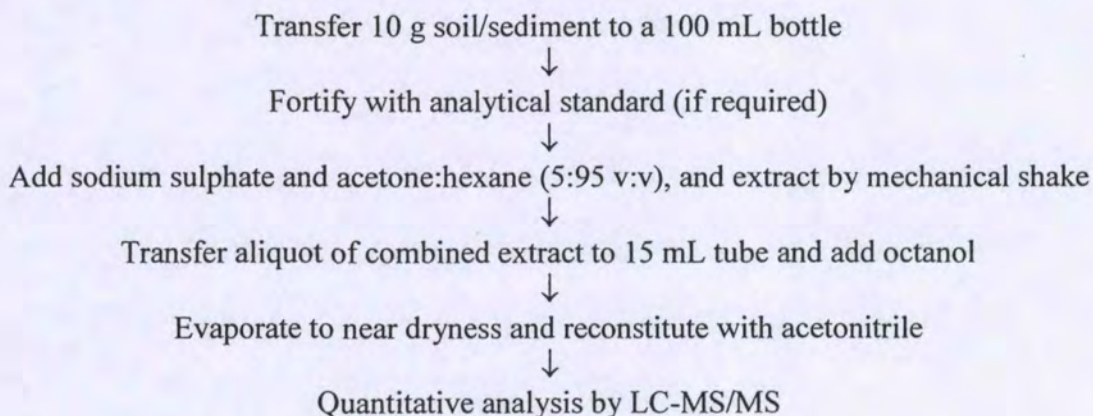 Transfer 10 g soil/sediment to a 100 mL bottle
↓
Fortify with analytical standard (if required)
↓
Add sodium sulphate and acetone:hexane (5:95 v:v), and extract by mechanical shake
↓
Transfer aliquot of combined extract to 15 mL tube and add octanol
↓
Evaporate to near dryness and reconstitute with acetonitrile
↓
Quantitative analysis by LC-MS/MS